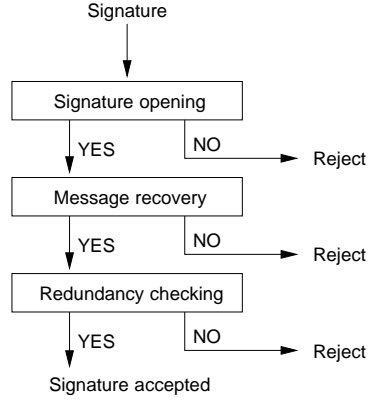 Signature
Signature opening
YES
NO
Reject
Message recovery
YES
NO
Reject
Redundancy checking
YES
NO
Reject
Signature accepted